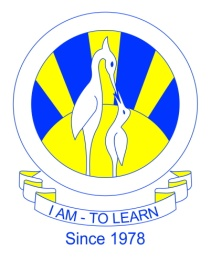 I AM - TO LEARN
Since 1978